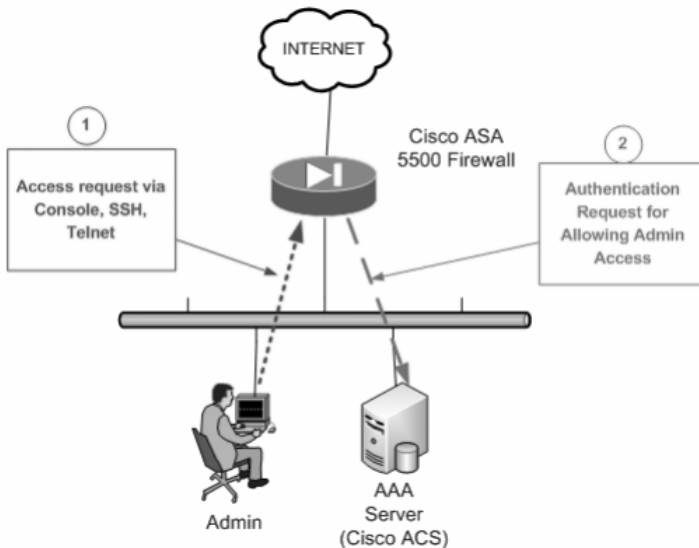 INTERNET
1
Access request via
Console, SSH,
Telnet
Cisco ASA
5500 Firewall
2
Authentication
Request for
Allowing Admin
Access
Admin
AAA
Server
(Cisco ACS)